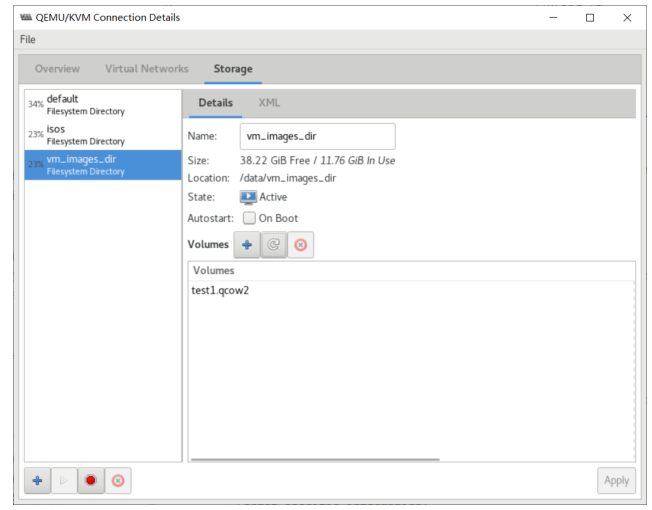 QEMU/KVM Connection Details
File
Overview Virtual Networks Storage
34% default
Filesystem Directory
23% isos
Filesystem Directory
23% vm_images_dir
Filesystem Directory
Details XML
Name: vm_images_dir
Size: 38.22 GiB Free / 11.76 GiB In Use
Location: /data/vm_images_dir
State: Active
Autostart: On Boot
Volumes
Volumes
test1.qcow2
Apply